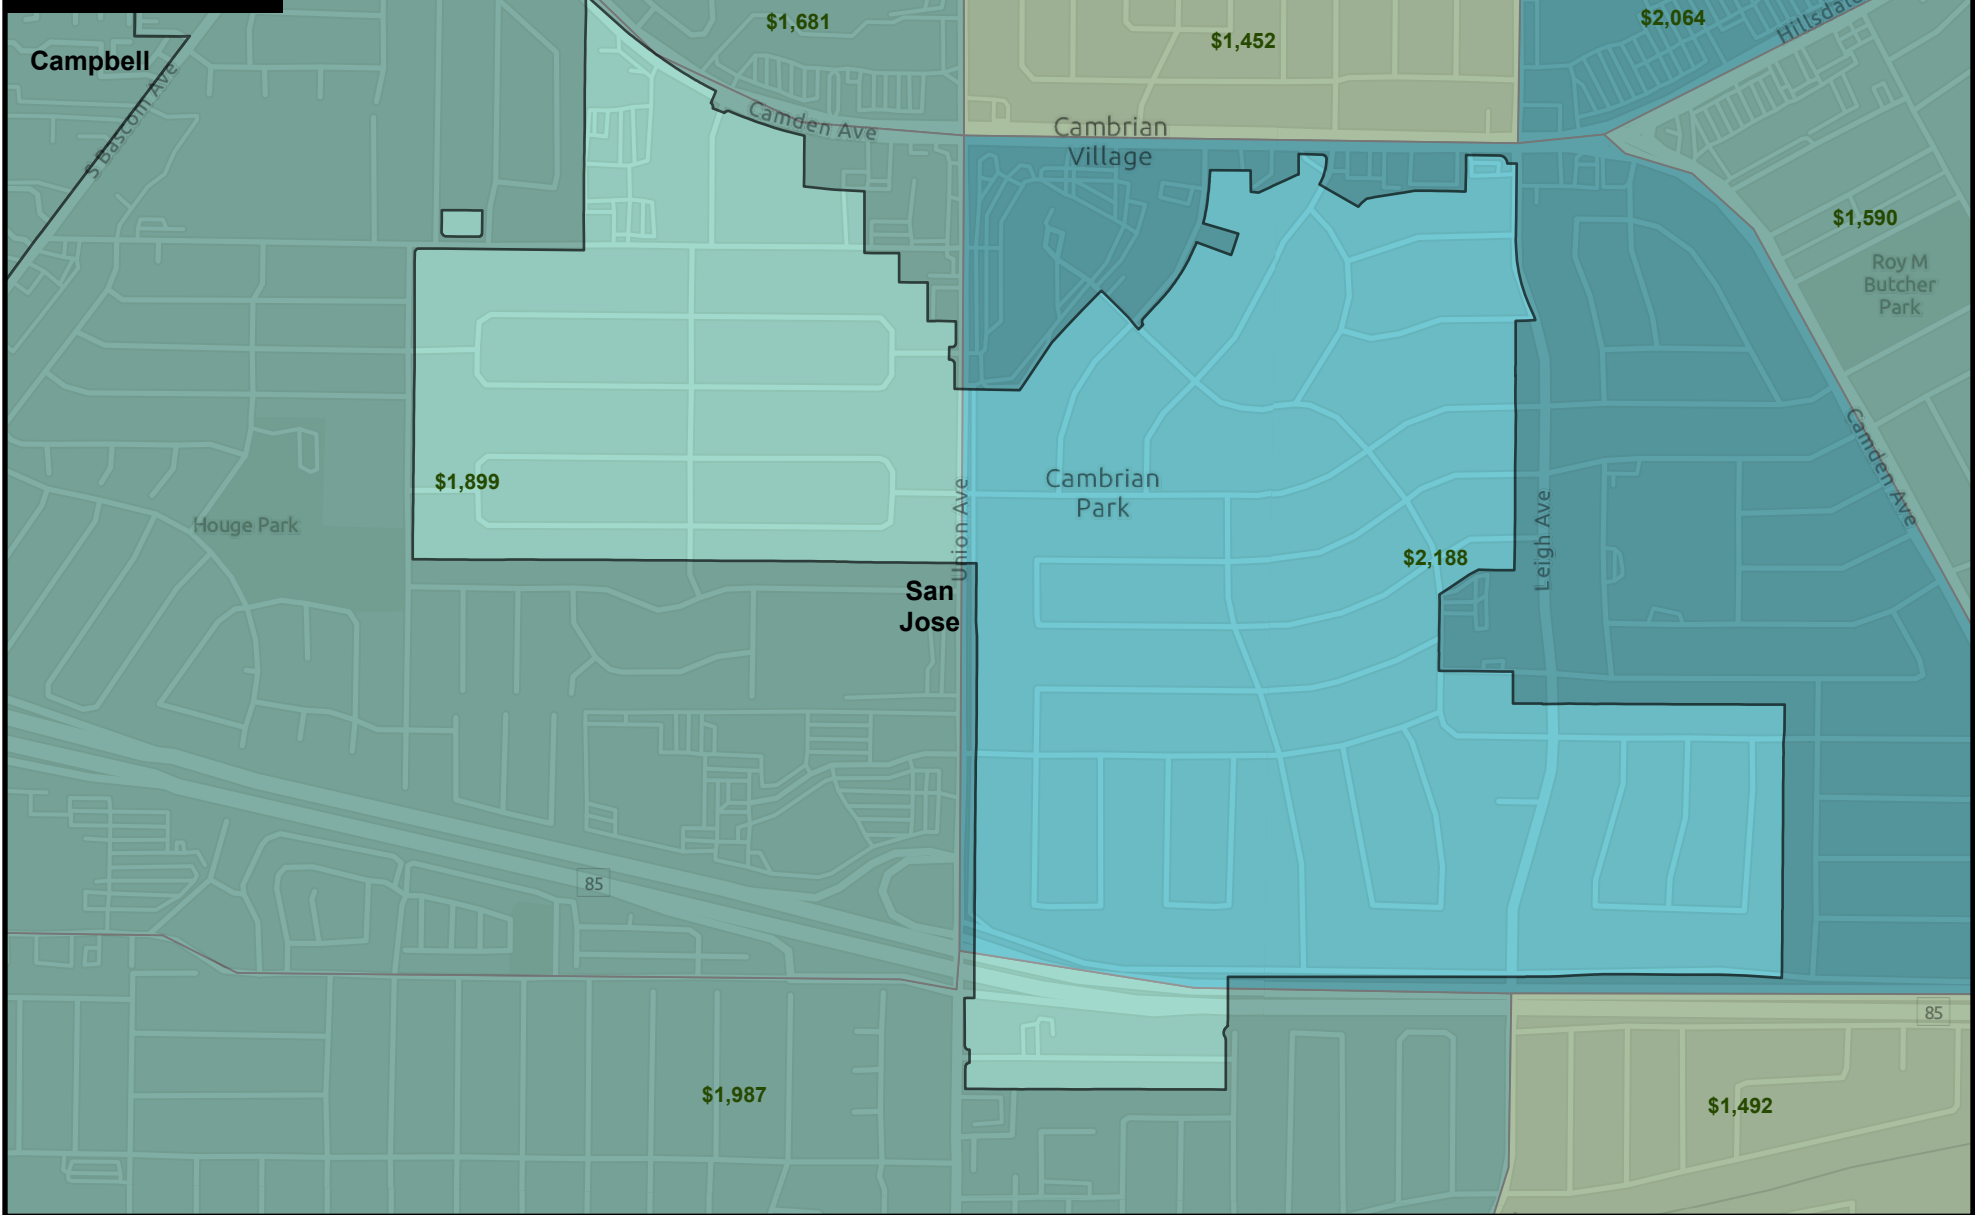 $1,681
$2,064
Hillsdale
$1,452
Campbell
S Bascom Ave
Camden Ave
Cambrian
Village
$1,590
Roy M
Butcher
Park
$1,899
Cambrian
Park
Camden Ave
Houge Park
Union Ave
Leigh Ave
$2,188
San
Jose
85
85
$1,987
$1,492